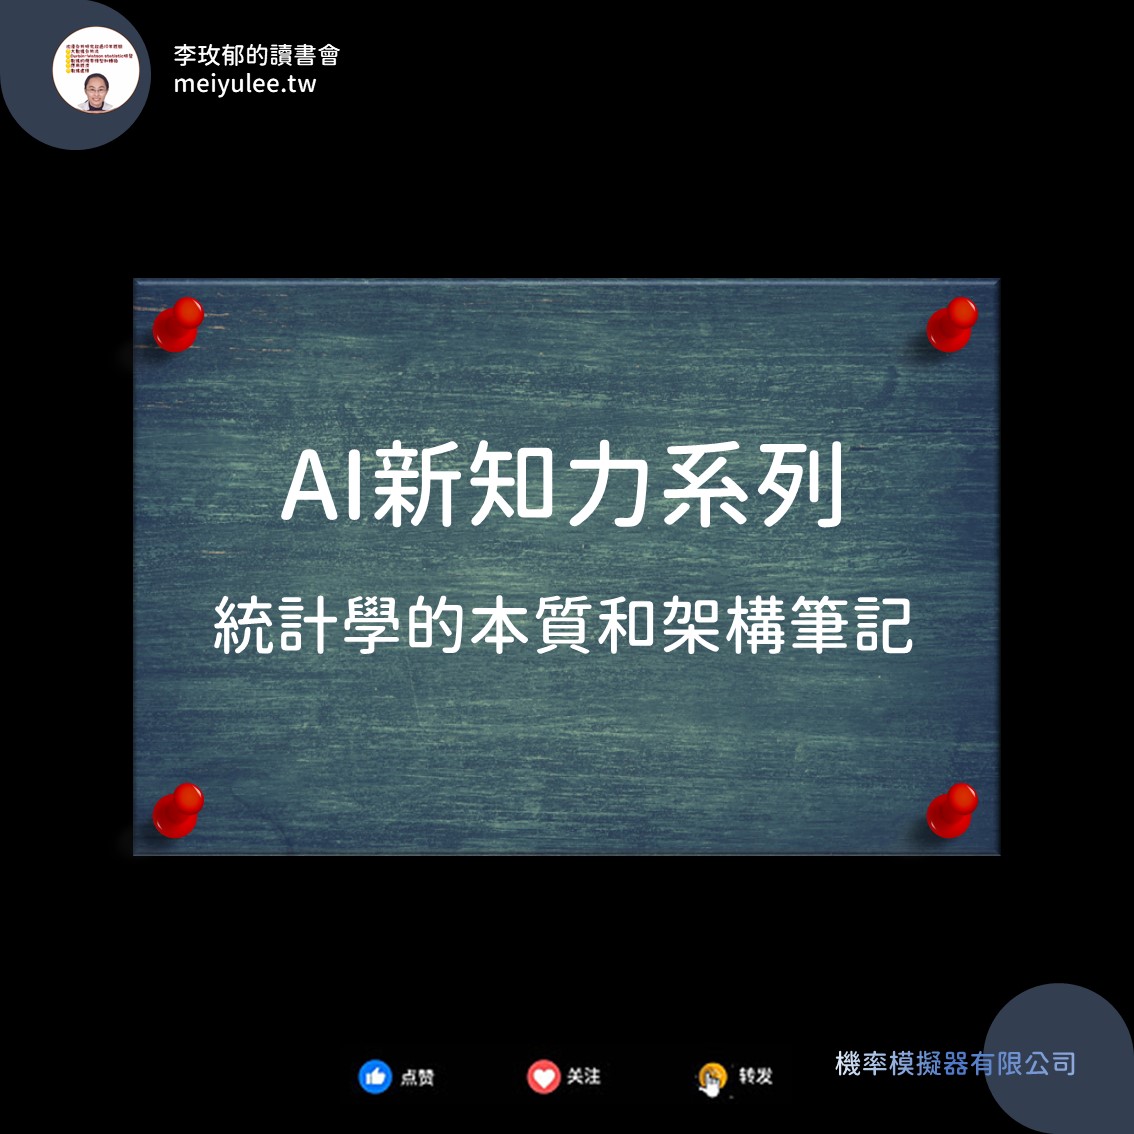 李玫郁的讀書會
meiyulee.tw
AI新知力系列
統計學的本質和架構筆記
点赞
关注
转发
機率模擬器有限公司